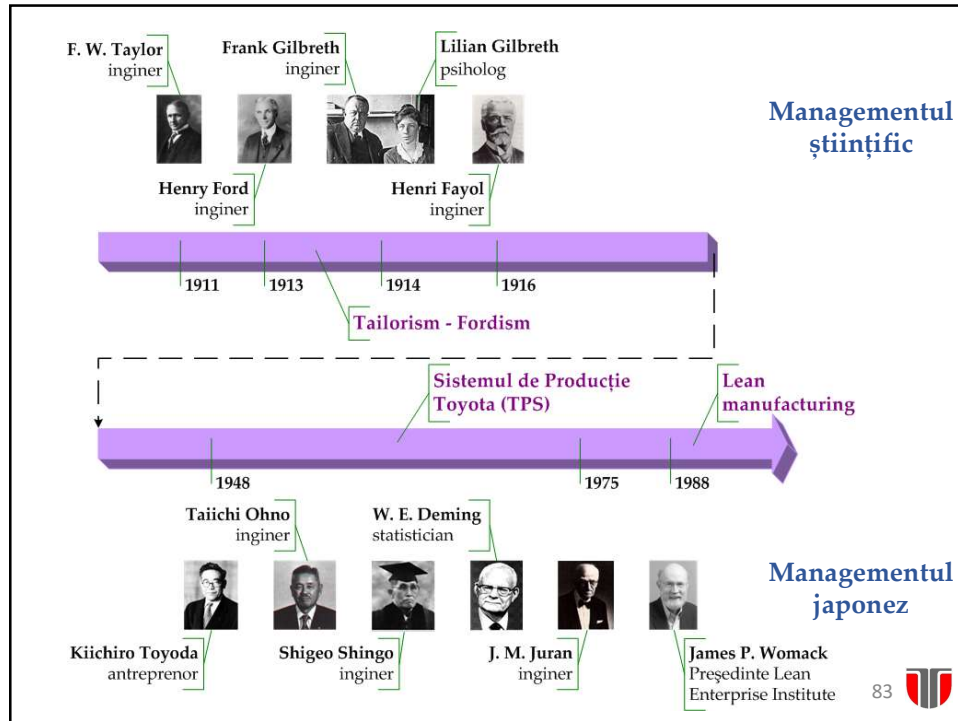 F. W. Taylor
inginer
Frank Gilbreth
inginer
Lilian Gilbreth
psiholog
Managementul
științific
Henry Ford
inginer
Henri Fayol
inginer
1911
1913
1914
1916
Tailorism - Fordism
Sistemul de Producție
Toyota (TPS)
Lean
manufacturing
1948
1975
1988
Taiichi Ohno
inginer
W. E. Deming
statistician
Managementul
japonez
Kiichiro Toyoda
antreprenor
Shigeo Shingo
inginer
J. M. Juran
inginer
James P. Womack
Preşedinte Lean
Enterprise Institute
83